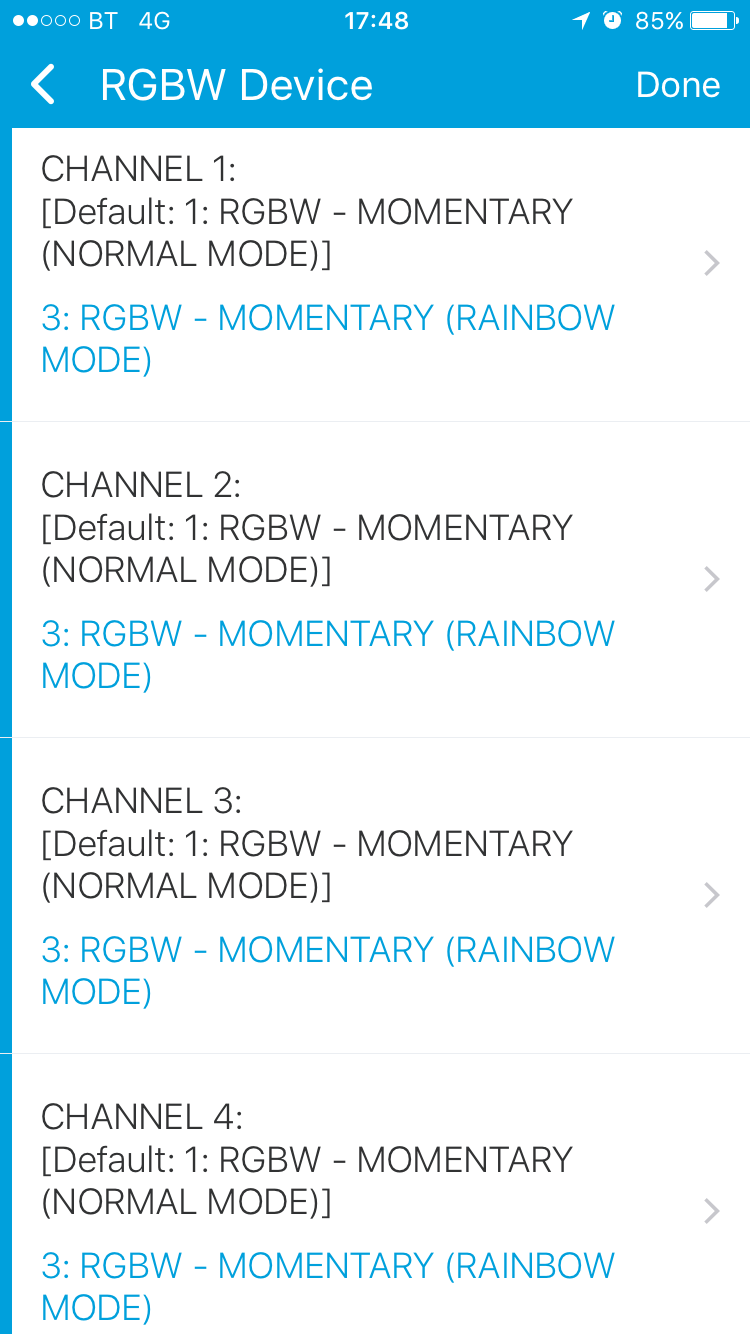 BT 4G 17:48 85%
RGBW Device Done
CHANNEL 1:
[Default: 1: RGBW - MOMENTARY
(NORMAL MODE)]
3: RGBW - MOMENTARY (RAINBOW
MODE)
CHANNEL 2:
[Default: 1: RGBW - MOMENTARY
(NORMAL MODE)]
3: RGBW - MOMENTARY (RAINBOW
MODE)
CHANNEL 3:
[Default: 1: RGBW - MOMENTARY
(NORMAL MODE)]
3: RGBW - MOMENTARY (RAINBOW
MODE)
CHANNEL 4:
[Default: 1: RGBW - MOMENTARY
(NORMAL MODE)]
3: RGBW - MOMENTARY (RAINBOW
MODE)